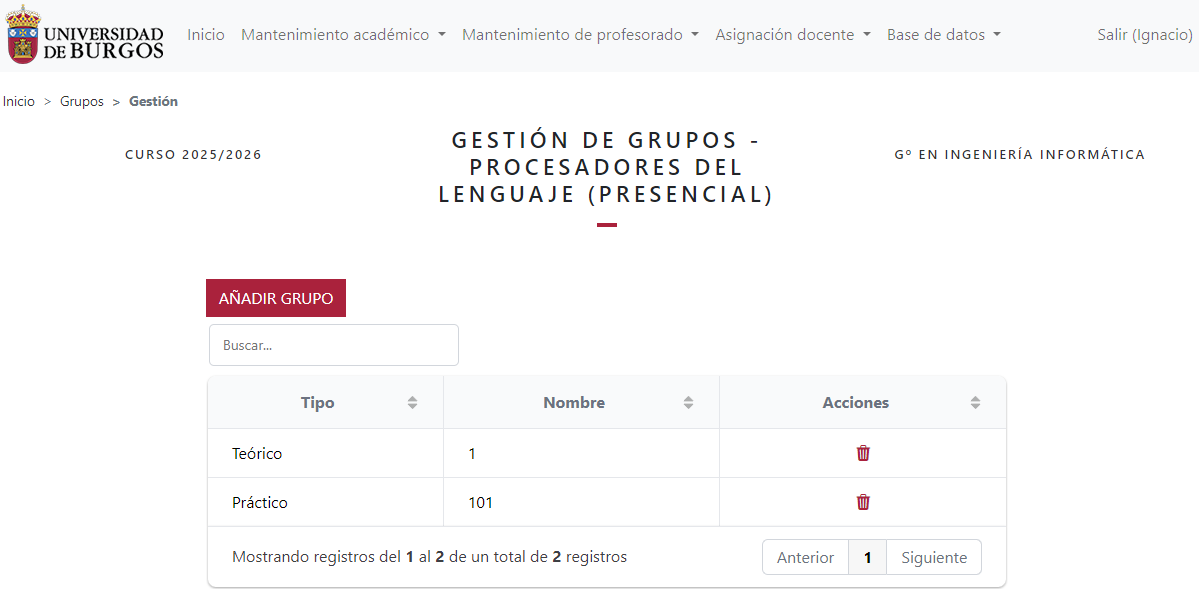 UNIVERSIDAD
DE BURGOS
Inicio Mantenimiento académico Mantenimiento de profesorado Asignación docente Base de datos Salir (Ignacio)
Inicio > Grupos > Gestión
CURSO 2025/2026
GESTIÓN DE GRUPOS -
PROCESADORES DEL
LENGUAJE (PRESENCIAL)
Gº EN INGENIERÍA INFORMÁTICA
AÑADIR GRUPO
Buscar...
Tipo Nombre Acciones
Teórico 1
Práctico 101
Mostrando registros del 1 al 2 de un total de 2 registros
Anterior 1 Siguiente